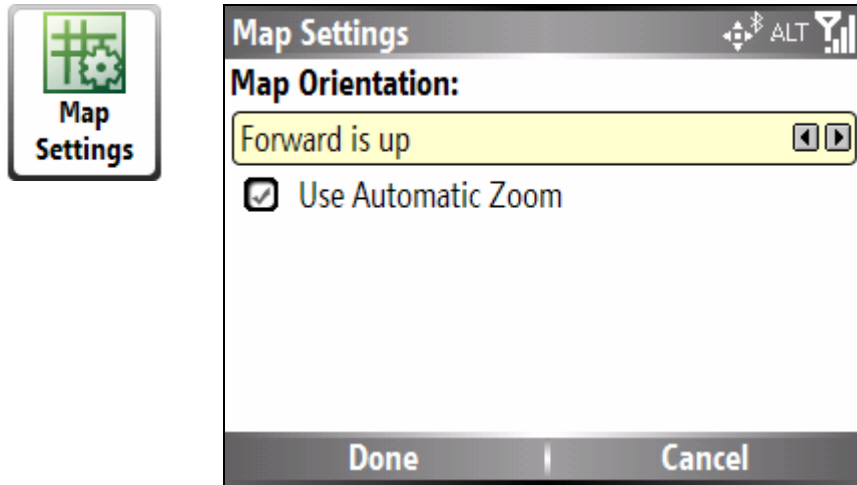 Map
Settings
Map Settings
ALT
Map Orientation:
Forward is up
Use Automatic Zoom
Done
Cancel